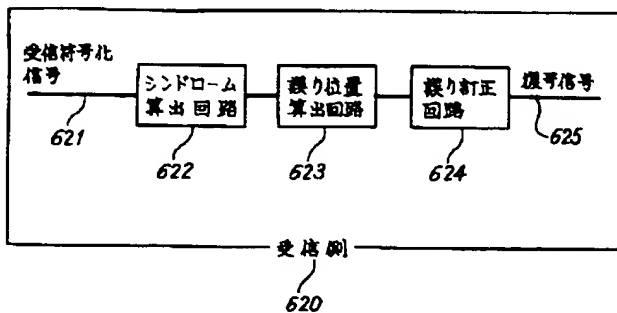 受信符号化
信号
シンドローム
算出回路
誤り位置
算出回路
誤り訂正
回路
復号信号
621
622
623
624
625
受信側
620